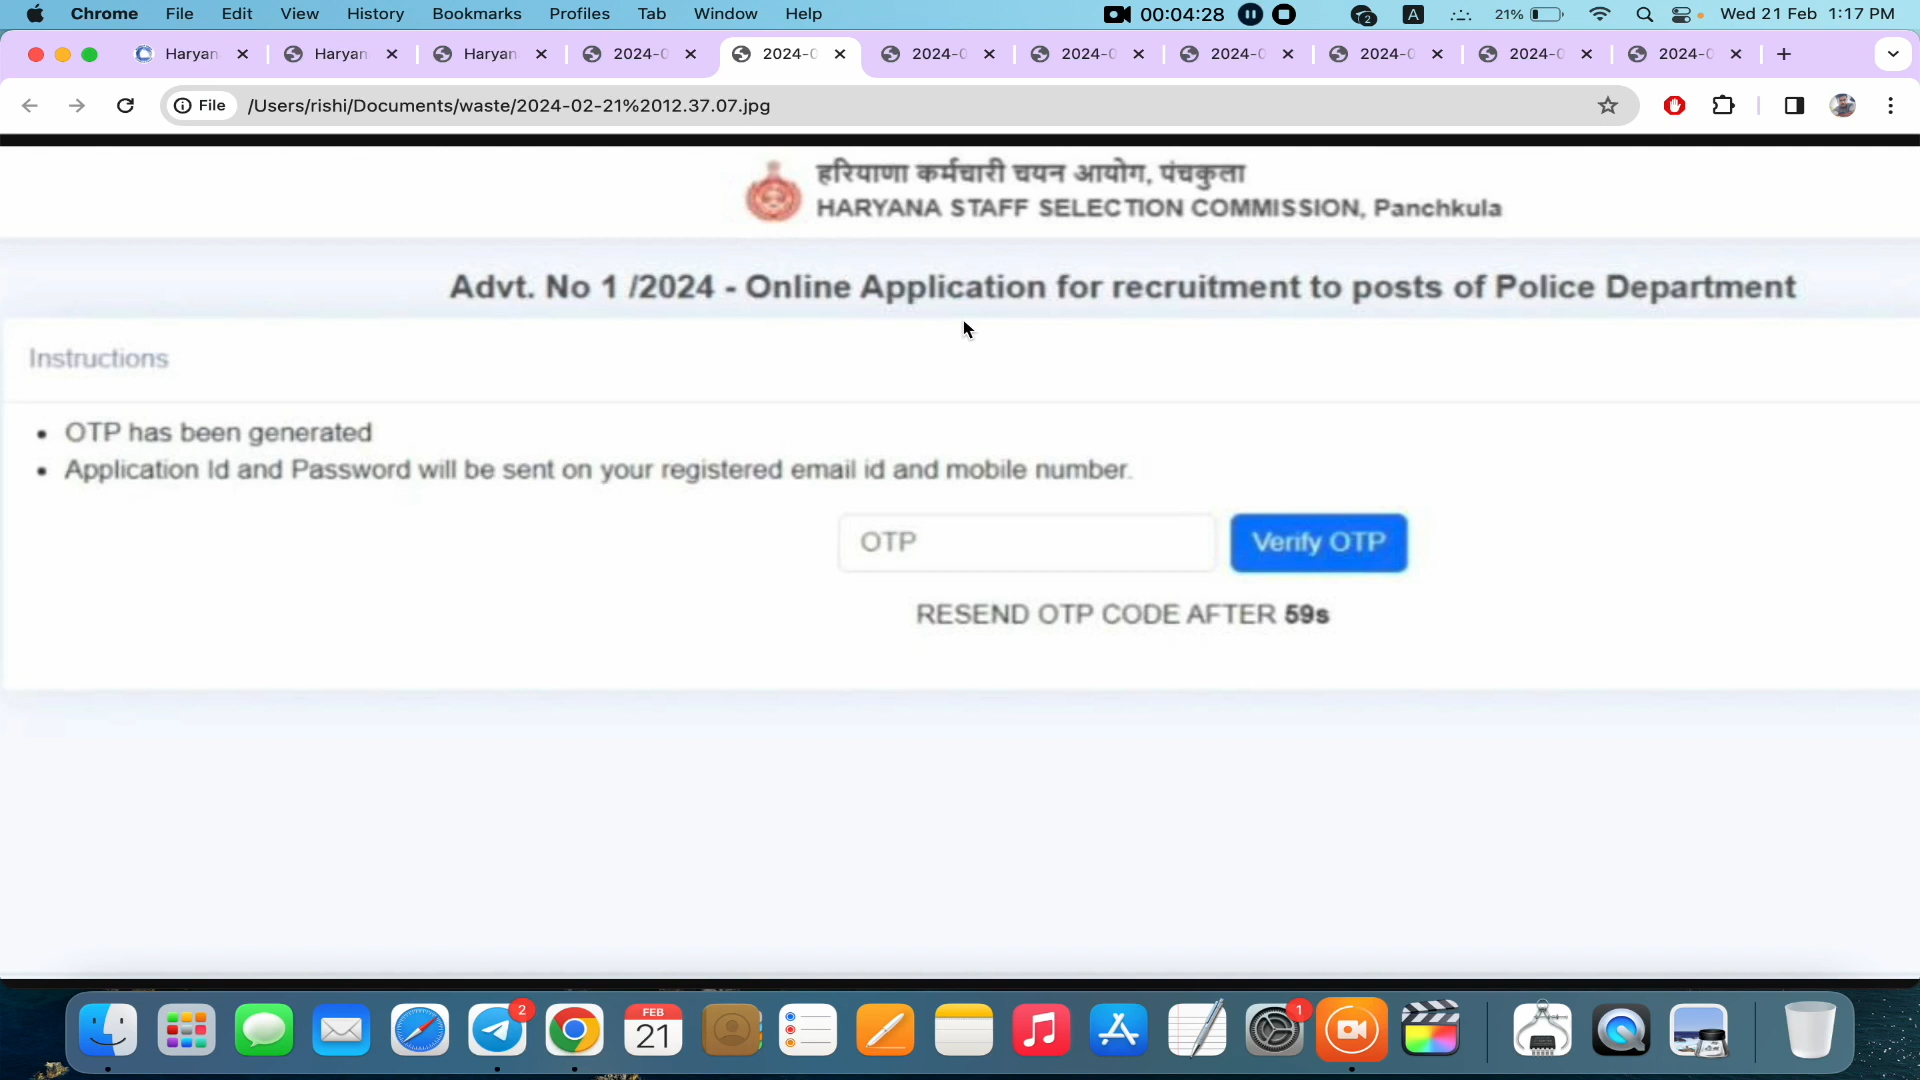 Chrome File Edit View History Bookmarks Profiles Tab Window Help 00:04:28 2 A 21% Wed 21 Feb 1:17 PM
Haryan Haryan Haryan 2024-0 2024-0 2024-0 2024-0 2024-0 2024-0 2024-0 2024-0
File /Users/rishi/Documents/waste/2024-02-21%2012.37.07.jpg
हरियाणा कर्मचारी चयन आयोग, पंचकुला
HARYANA STAFF SELECTION COMMISSION, Panchkula
Advt. No 1 /2024 - Online Application for recruitment to posts of Police Department
Instructions
• OTP has been generated
• Application Id and Password will be sent on your registered email id and mobile number.
OTP Verify OTP
RESEND OTP CODE AFTER 59s
2 FEB 21 1